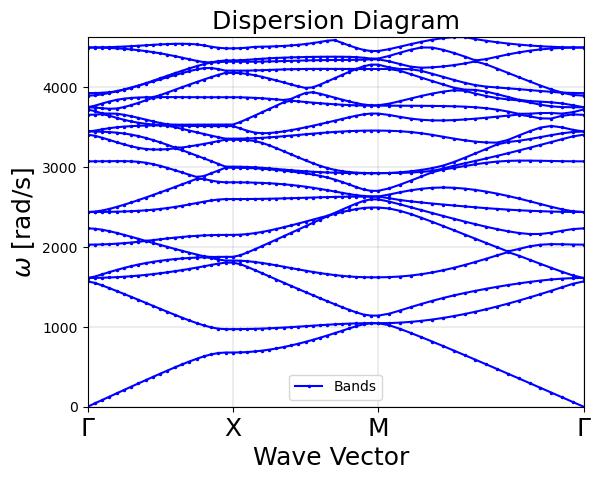 Dispersion Diagram
ω [rad/s]
4000
3000
2000
1000
0
Bands
Γ X M Γ
Wave Vector